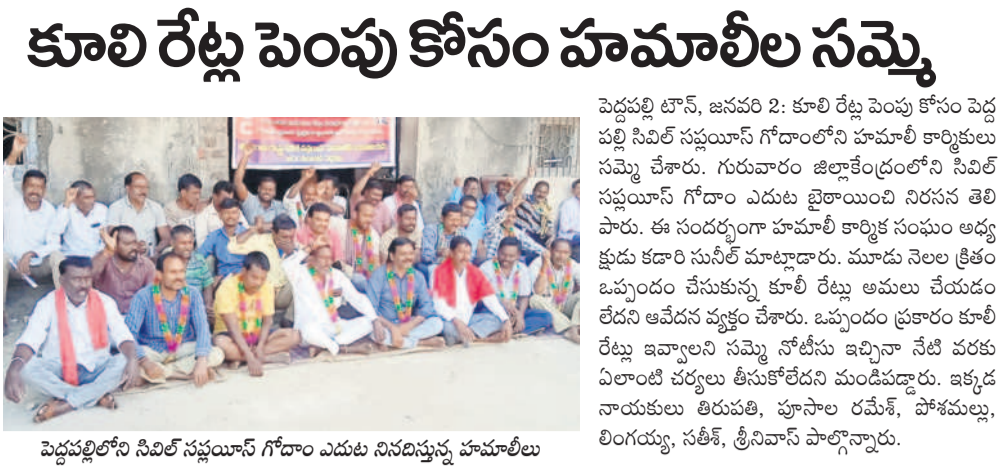 కూలి రేట్ల పెంపు కోసం హమాలీల సమ్మె
పెద్దపల్లి టౌన్, జనవరి 2: కూలి రేట్ల పెంపు కోసం పెద్ద
పల్లి సివిల్ సప్లయీస్ గోదాంలోని హమాలీ కార్మికులు
సమ్మె చేశారు. గురువారం జిల్లాకేంద్రంలోని సివిల్
సప్లయీస్ గోదాం ఎదుట బైఠాయించి నిరసన తెలి
పారు. ఈ సందర్భంగా హమాలీ కార్మిక సంఘం అధ్య
క్షుడు కడారి సునీల్ మాట్లాడారు. మూడు నెలల క్రితం
ఒప్పందం చేసుకున్న కూలీ రేట్లు అమలు చేయడం
లేదని ఆవేదన వ్యక్తం చేశారు. ఒప్పందం ప్రకారం కూలీ
రేట్లు ఇవ్వాలని సమ్మె నోటీసు ఇచ్చినా నేటి వరకు
ఏలాంటి చర్యలు తీసుకోలేదని మండిపడ్డారు. ఇక్కడ
నాయకులు తిరుపతి, పూసాల రమేశ్, పోశమల్లు,
లింగయ్య, సతీశ్, శ్రీనివాస్ పాల్గొన్నారు.
పెద్దపల్లిలోని సివిల్ సప్లయీస్ గోదాం ఎదుట నినదిస్తున్న హమాలీలు